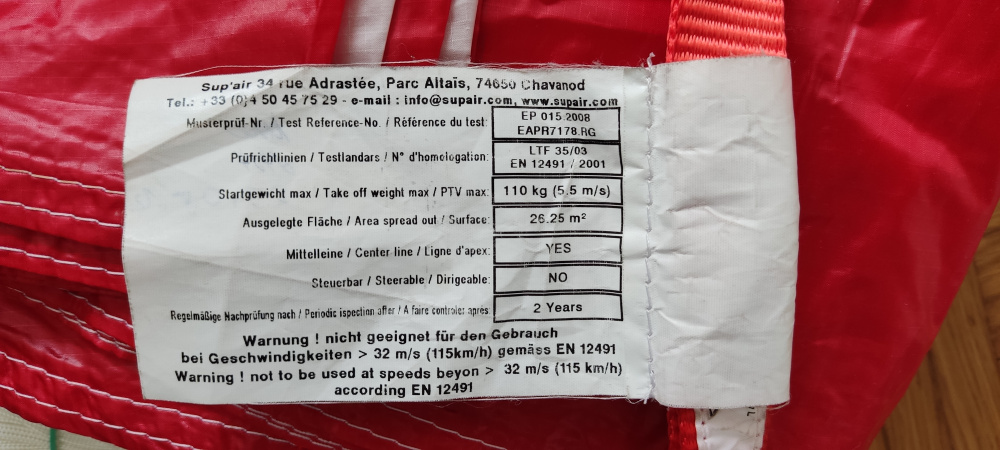 Sup'air 34 rue Adrastée, Parc Altaïs, 74650 Chavanod
Tel.: +33 (0)4 50 45 75 29 - e-mail : info@supair.com, www.supair.com
Musterprüf-Nr. / Test Reference-No. / Référence du test: EP 015.2008
EAPR7178.RG
Prüfrichtlinien / Testlandars / N° d'homologation: LTF 35/03
EN 12491 / 2001
Startgewicht max / Take off weight max / PTV max: 110 kg (5.5 m/s)
Ausgelegte Fläche / Area spread out / Surface: 26.25 m²
Mittelleine / Center line / Ligne d'apex: YES
Steuerbar / Steerable / Dirigeable: NO
Regelmäßige Nachprüfung nach / Periodic ispection after / A faire controler apres: 2 Years
Warnung ! nicht geeignet für den Gebrauch
bei Geschwindigkeiten > 32 m/s (115km/h) gemäss EN 12491
Warning ! not to be used at speeds beyon > 32 m/s (115 km/h)
according EN 12491